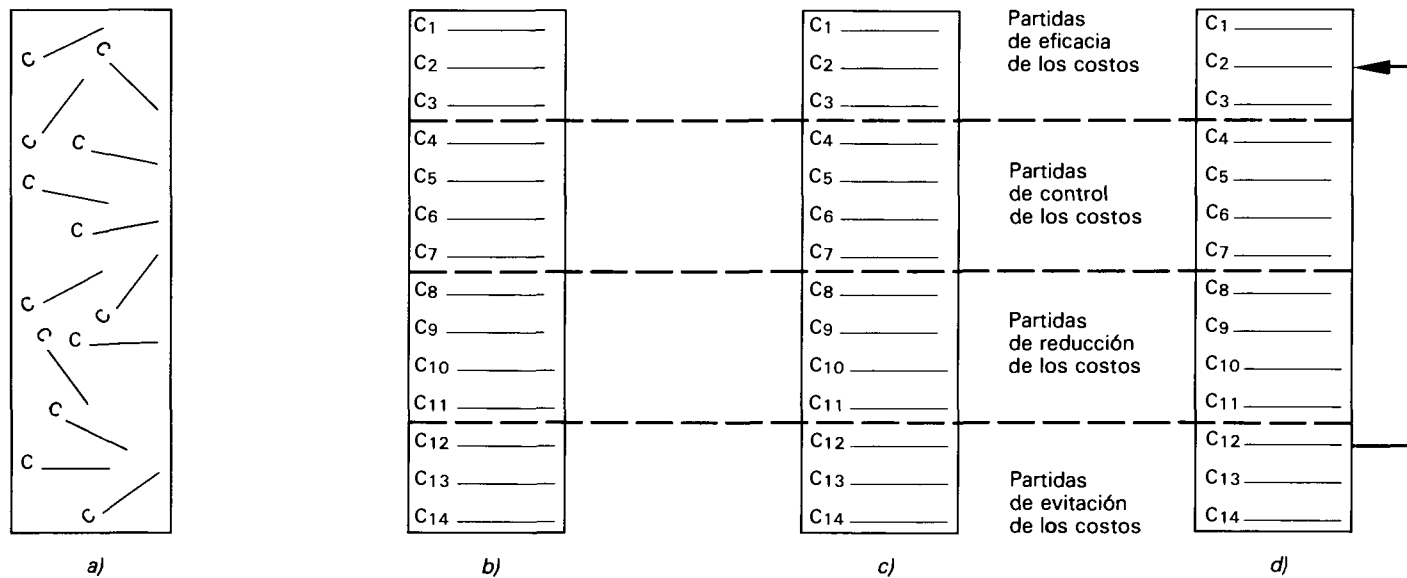 C
C
C
C
C
C
C
C
C
C
C
C
C
a)
C1
C2
C3
C4
C5
C6
C7
C8
C9
C10
C11
C12
C13
C14
b)
C1
C2
C3
C4
C5
C6
C7
C8
C9
C10
C11
C12
C13
C14
c)
Partidas
de eficacia
de los costos
Partidas
de control
de los costos
Partidas
de reducción
de los costos
Partidas
de evitación
de los costos
C1
C2
C3
C4
C5
C6
C7
C8
C9
C10
C11
C12
C13
C14
d)